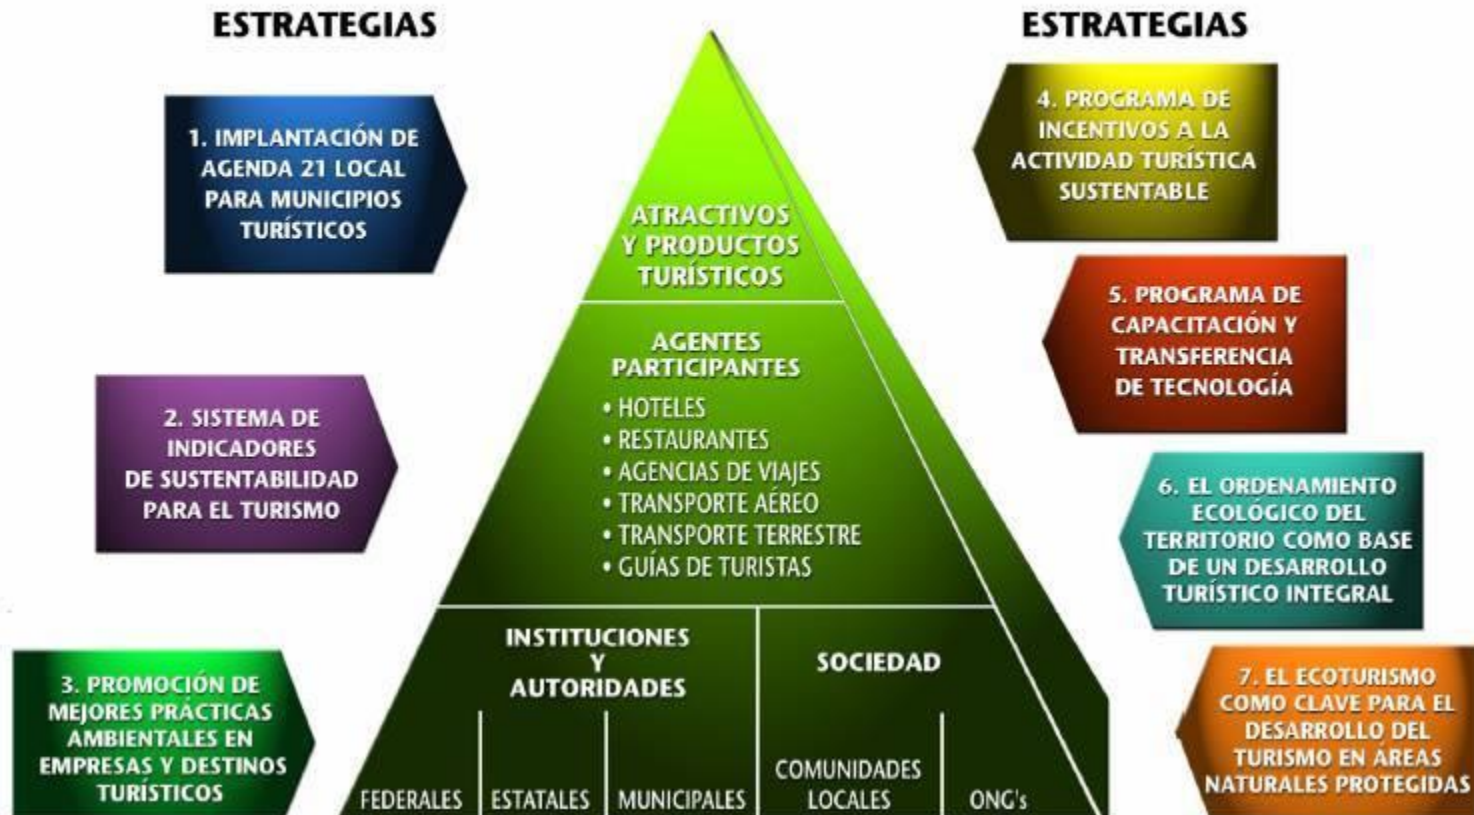 ESTRATEGIAS
1. IMPLANTACIÓN DE
AGENDA 21 LOCAL
PARA MUNICIPIOS
TURÍSTICOS
2. SISTEMA DE
INDICADORES
DE SUSTENTABILIDAD
PARA EL TURISMO
3. PROMOCIÓN DE
MEJORES PRÁCTICAS
AMBIENTALES EN
EMPRESAS Y DESTINOS
TURÍSTICOS
ATRACTIVOS
Y PRODUCTOS
TURÍSTICOS
AGENTES
PARTICIPANTES
• HOTELES
• RESTAURANTES
• AGENCIAS DE VIAJES
• TRANSPORTE AÉREO
• TRANSPORTE TERRESTRE
• GUÍAS DE TURISTAS
INSTITUCIONES
Y
AUTORIDADES
FEDERALES
ESTATALES
MUNICIPALES
SOCIEDAD
COMUNIDADES
LOCALES
ONG's
ESTRATEGIAS
4. PROGRAMA DE
INCENTIVOS A LA
ACTIVIDAD TURÍSTICA
SUSTENTABLE
5. PROGRAMA DE
CAPACITACIÓN Y
TRANSFERENCIA
DE TECNOLOGÍA
6. EL ORDENAMIENTO
ECOLÓGICO DEL
TERRITORIO COMO BASE
DE UN DESARROLLO
TURÍSTICO INTEGRAL
7. EL ECOTURISMO
COMO CLAVE PARA EL
DESARROLLO DEL
TURISMO EN ÁREAS
NATURALES PROTEGIDAS